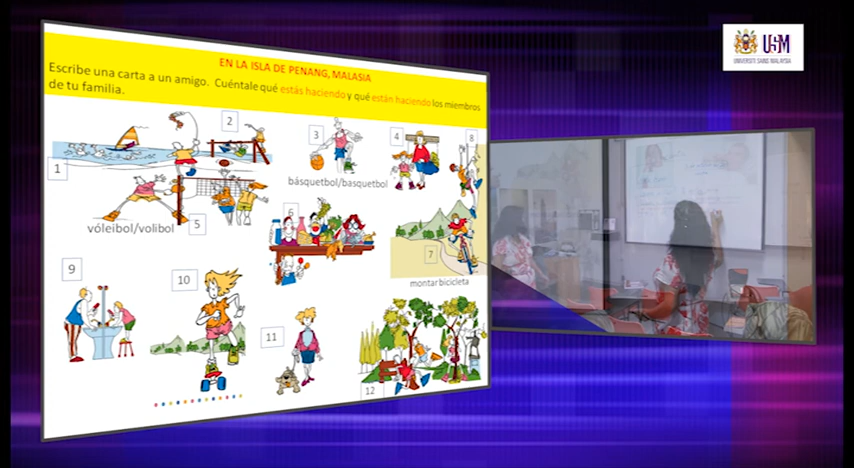 EN LA ISLA DE PENANG, MALASIA
Escribe una carta a un amigo. Cuéntale qué estás haciendo y qué están haciendo los miembros
de tu familia.
1
2
3
básquetbol/basquetbol
4
8
vóleibol/volibol
5
6
7
montar bicicleta
9
10
11
12
USM
UNIVERSITI SAINS MALAYSIA